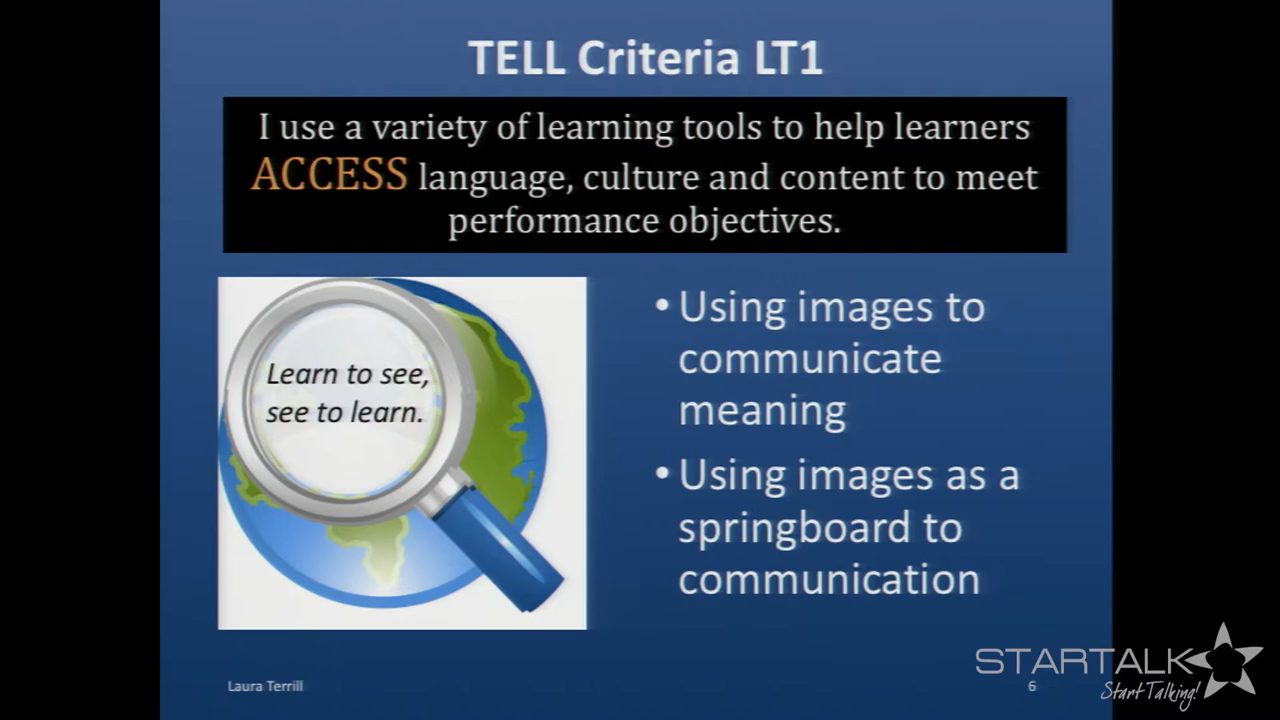 TELL Criteria LT1
I use a variety of learning tools to help learners
ACCESS language, culture and content to meet
performance objectives.
Learn to see,
see to learn.
• Using images to
communicate
meaning
• Using images as a
springboard to
communication
STARTALK
Start Talking!
Laura Terrill
6